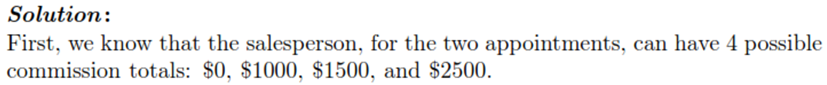 Solution:
First, we know that the salesperson, for the two appointments, can have 4 possible
commission totals: $0, $1000, $1500, and $2500.